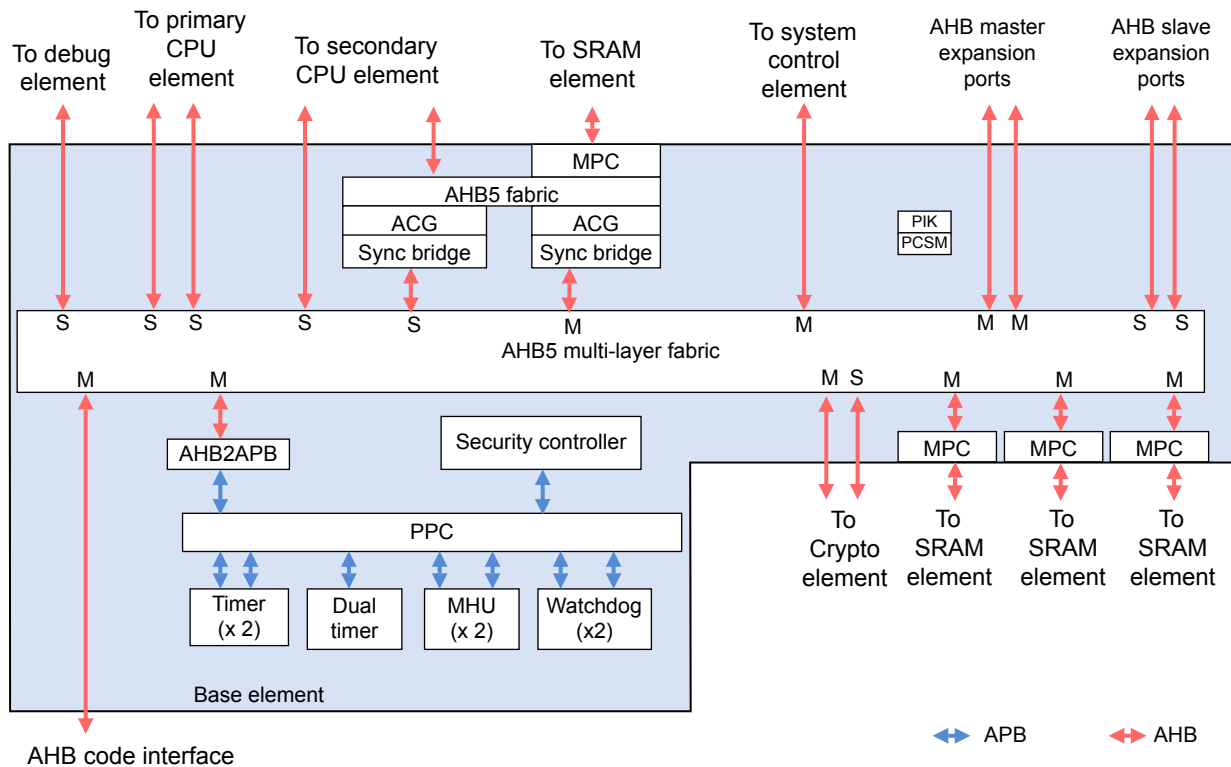 To debug
element
To primary
CPU
element
To secondary
CPU element
To SRAM
element
To system
control
element
AHB master
expansion
ports
AHB slave
expansion
ports
MPC
AHB5 fabric
ACG
ACG
Sync bridge
Sync bridge
PIK
PCSM
S
S
S
S
S
M
M
M
M
S
S
AHB5 multi-layer fabric
M
M
M
S
M
M
M
AHB2APB
Security controller
MPC
MPC
MPC
PPC
To
Crypto
element
To
SRAM
element
To
SRAM
element
To
SRAM
element
Timer
(x 2)
Dual
timer
MHU
(x 2)
Watchdog
(x2)
Base element
AHB code interface
APB
AHB